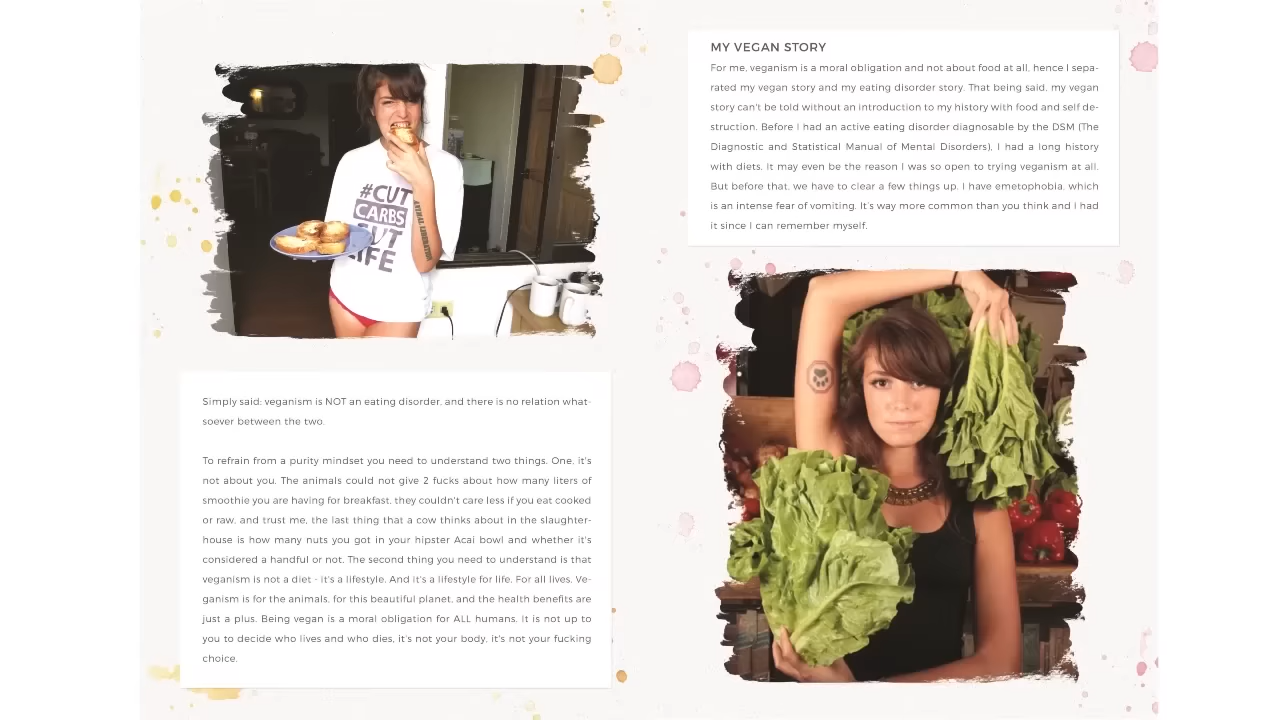 #CUT
CARBS
CUT
LIFE
Simply said: veganism is NOT an eating disorder, and there is no relation what-
soever between the two.
To refrain from a purity mindset you need to understand two things. One, it's
not about you. The animals could not give 2 fucks about how many liters of
smoothie you are having for breakfast, they couldn't care less if you eat cooked
or raw, and trust me, the last thing that a cow thinks about in the slaughter-
house is how many nuts you got in your hipster Acai bowl and whether it's
considered a handful or not. The second thing you need to understand is that
veganism is not a diet - it's a lifestyle. And it's a lifestyle for life. For all lives. Ve-
ganism is for the animals, for this beautiful planet, and the health benefits are
just a plus. Being vegan is a moral obligation for ALL humans. It is not up to
you to decide who lives and who dies, it's not your body, it's not your fucking
choice.
MY VEGAN STORY
For me, veganism is a moral obligation and not about food at all, hence I sepa-
rated my vegan story and my eating disorder story. That being said, my vegan
story can't be told without an introduction to my history with food and self de-
struction. Before I had an active eating disorder diagnosable by the DSM (The
Diagnostic and Statistical Manual of Mental Disorders), I had a long history
with diets. It may even be the reason I was so open to trying veganism at all.
But before that, we have to clear a few things up. I have emetophobia, which
is an intense fear of vomiting. It's way more common than you think and I had
it since I can remember myself.